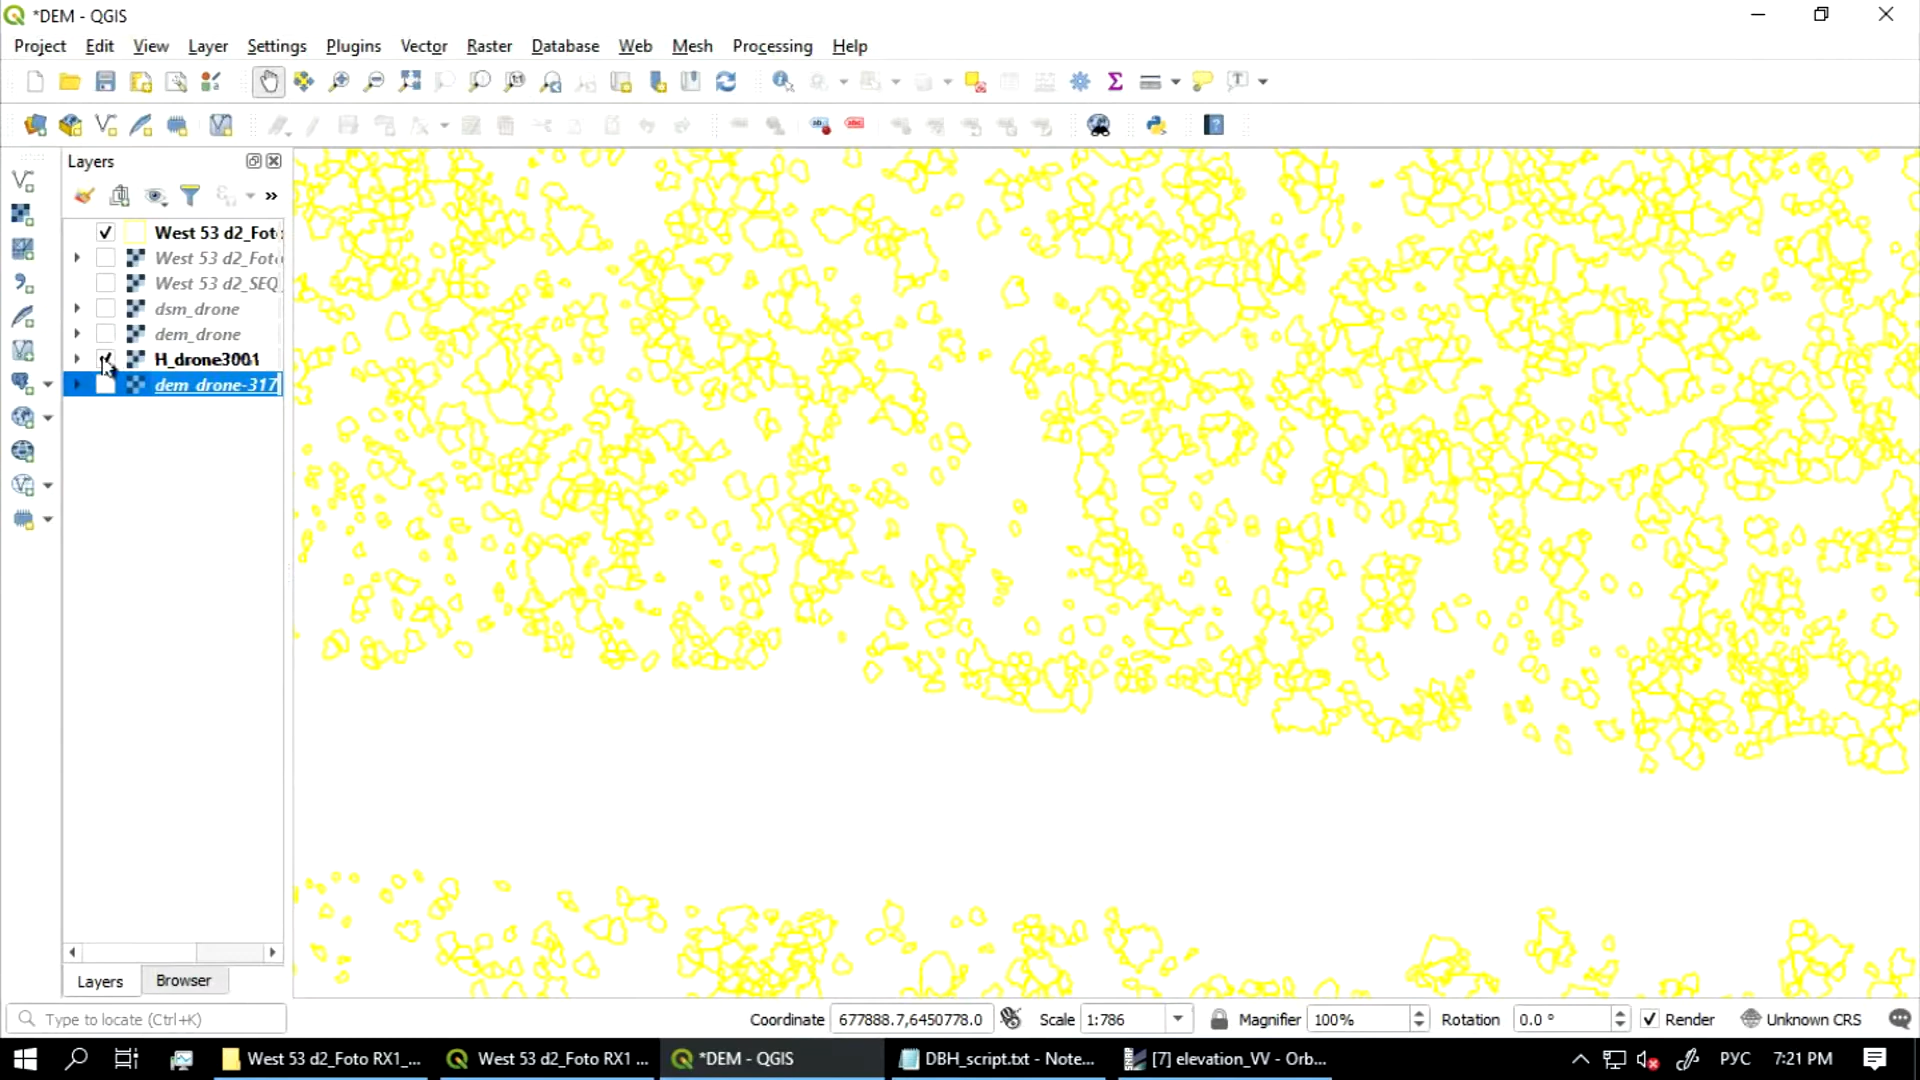 *DEM - QGIS
Project Edit View Layer Settings Plugins Vector Raster Database Web Mesh Processing Help
Layers
West 53 d2_Fot
West 53 d2_Fot
West 53 d2_SEQ
dsm_drone
dem_drone
H_drone3001
dem_drone-317
Layers Browser
Type to locate (Ctrl+K)
Coordinate 677888.7,6450778.0 Scale 1:786 Magnifier 100% Rotation 0.0 ° Render Unknown CRS
West 53 d2_Foto RX1_... West 53 d2_Foto RX1 ... *DEM - QGIS DBH_script.txt - Note... [7] elevation_VV - Orb... РУС 7:21 PM